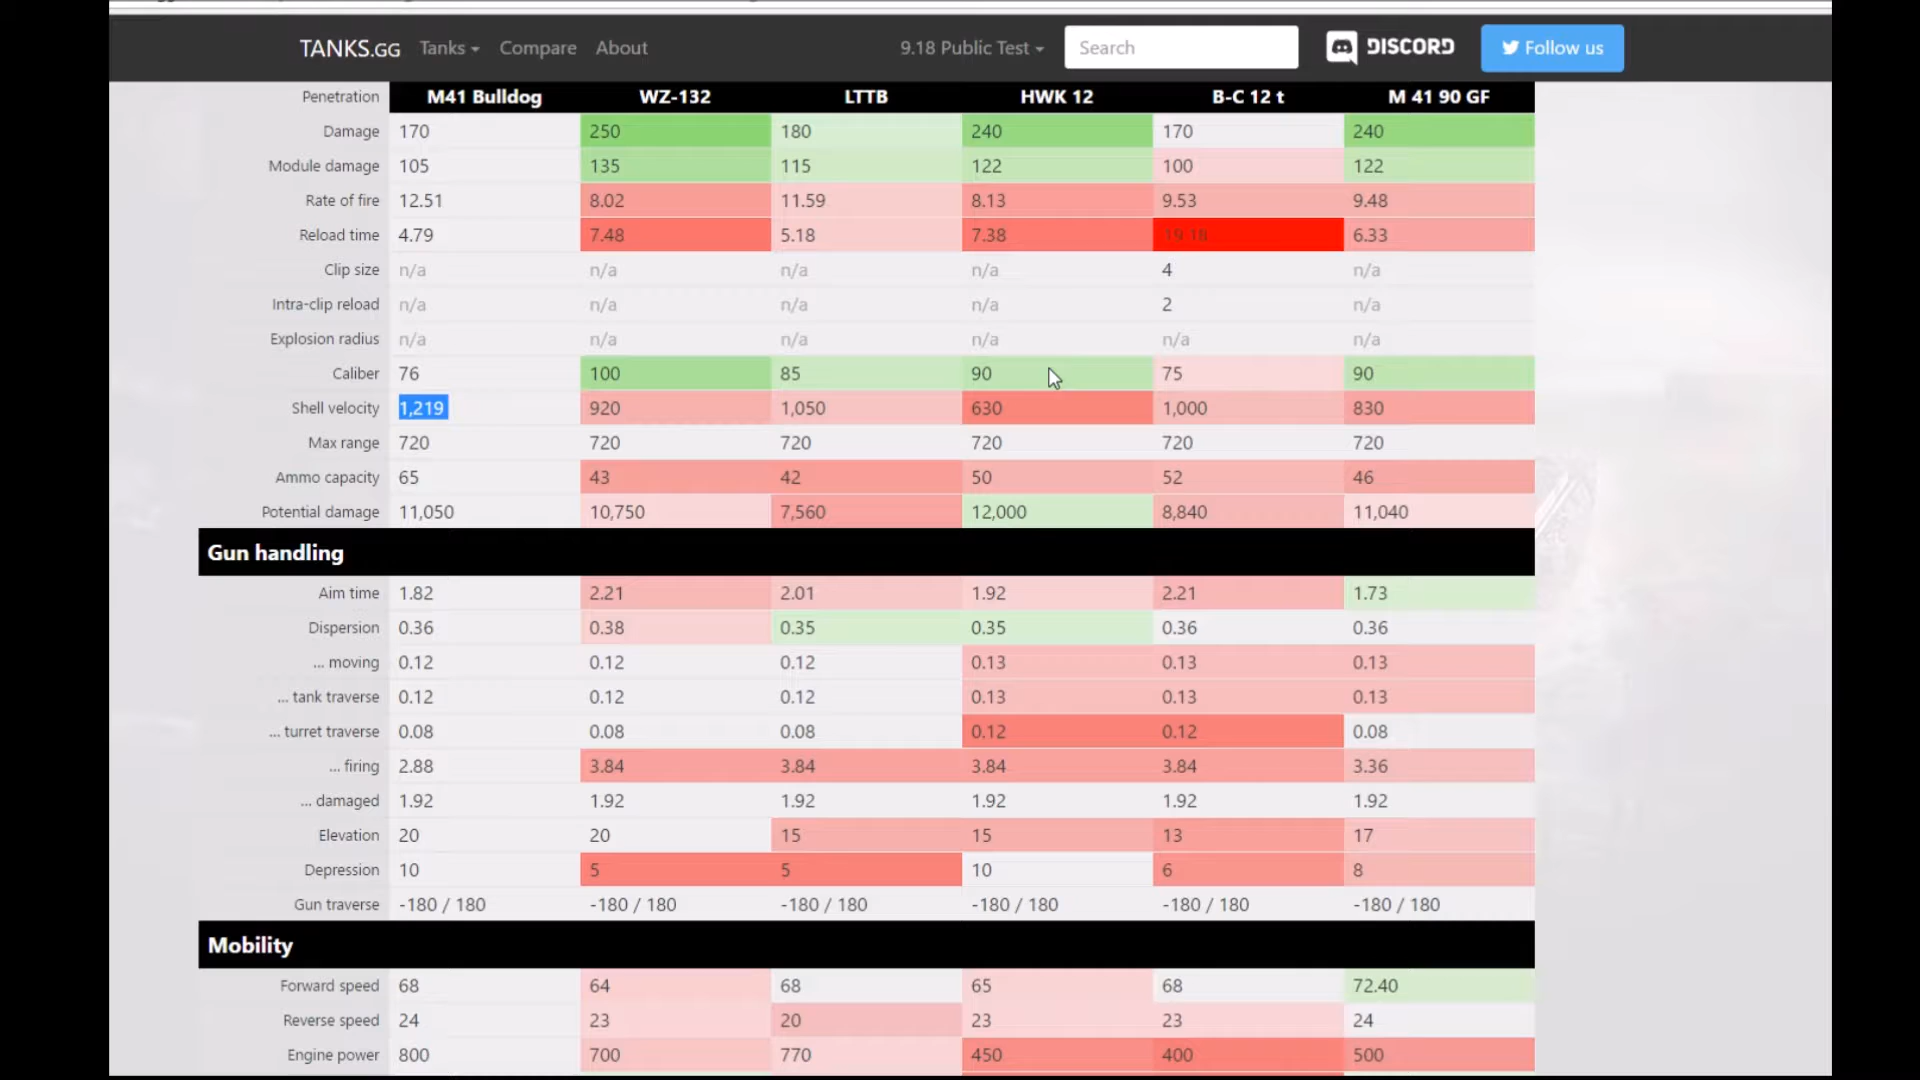 TANKS.GG Tanks Compare About 9.18 Public Test Search DISCORD Follow us
Penetration M41 Bulldog WZ-132 LTTB HWK 12 B-C 12 t M 41 90 GF
Damage 170 250 180 240 170 240
Module damage 105 135 115 122 100 122
Rate of fire 12.51 8.02 11.59 8.13 9.53 9.48
Reload time 4.79 7.48 5.18 7.38 19.18 6.33
Clip size n/a n/a n/a n/a 4 n/a
Intra-clip reload n/a n/a n/a n/a 2 n/a
Explosion radius n/a n/a n/a n/a n/a n/a
Caliber 76 100 85 90 75 90
Shell velocity 1,219 920 1,050 630 1,000 830
Max range 720 720 720 720 720 720
Ammo capacity 65 43 42 50 52 46
Potential damage 11,050 10,750 7,560 12,000 8,840 11,040
Gun handling
Aim time 1.82 2.21 2.01 1.92 2.21 1.73
Dispersion 0.36 0.38 0.35 0.35 0.36 0.36
... moving 0.12 0.12 0.12 0.13 0.13 0.13
... tank traverse 0.12 0.12 0.12 0.13 0.13 0.13
... turret traverse 0.08 0.08 0.08 0.12 0.12 0.08
... firing 2.88 3.84 3.84 3.84 3.84 3.36
... damaged 1.92 1.92 1.92 1.92 1.92 1.92
Elevation 20 20 15 15 13 17
Depression 10 5 5 10 6 8
Gun traverse -180 / 180 -180 / 180 -180 / 180 -180 / 180 -180 / 180 -180 / 180
Mobility
Forward speed 68 64 68 65 68 72.40
Reverse speed 24 23 20 23 23 24
Engine power 800 700 770 450 400 500